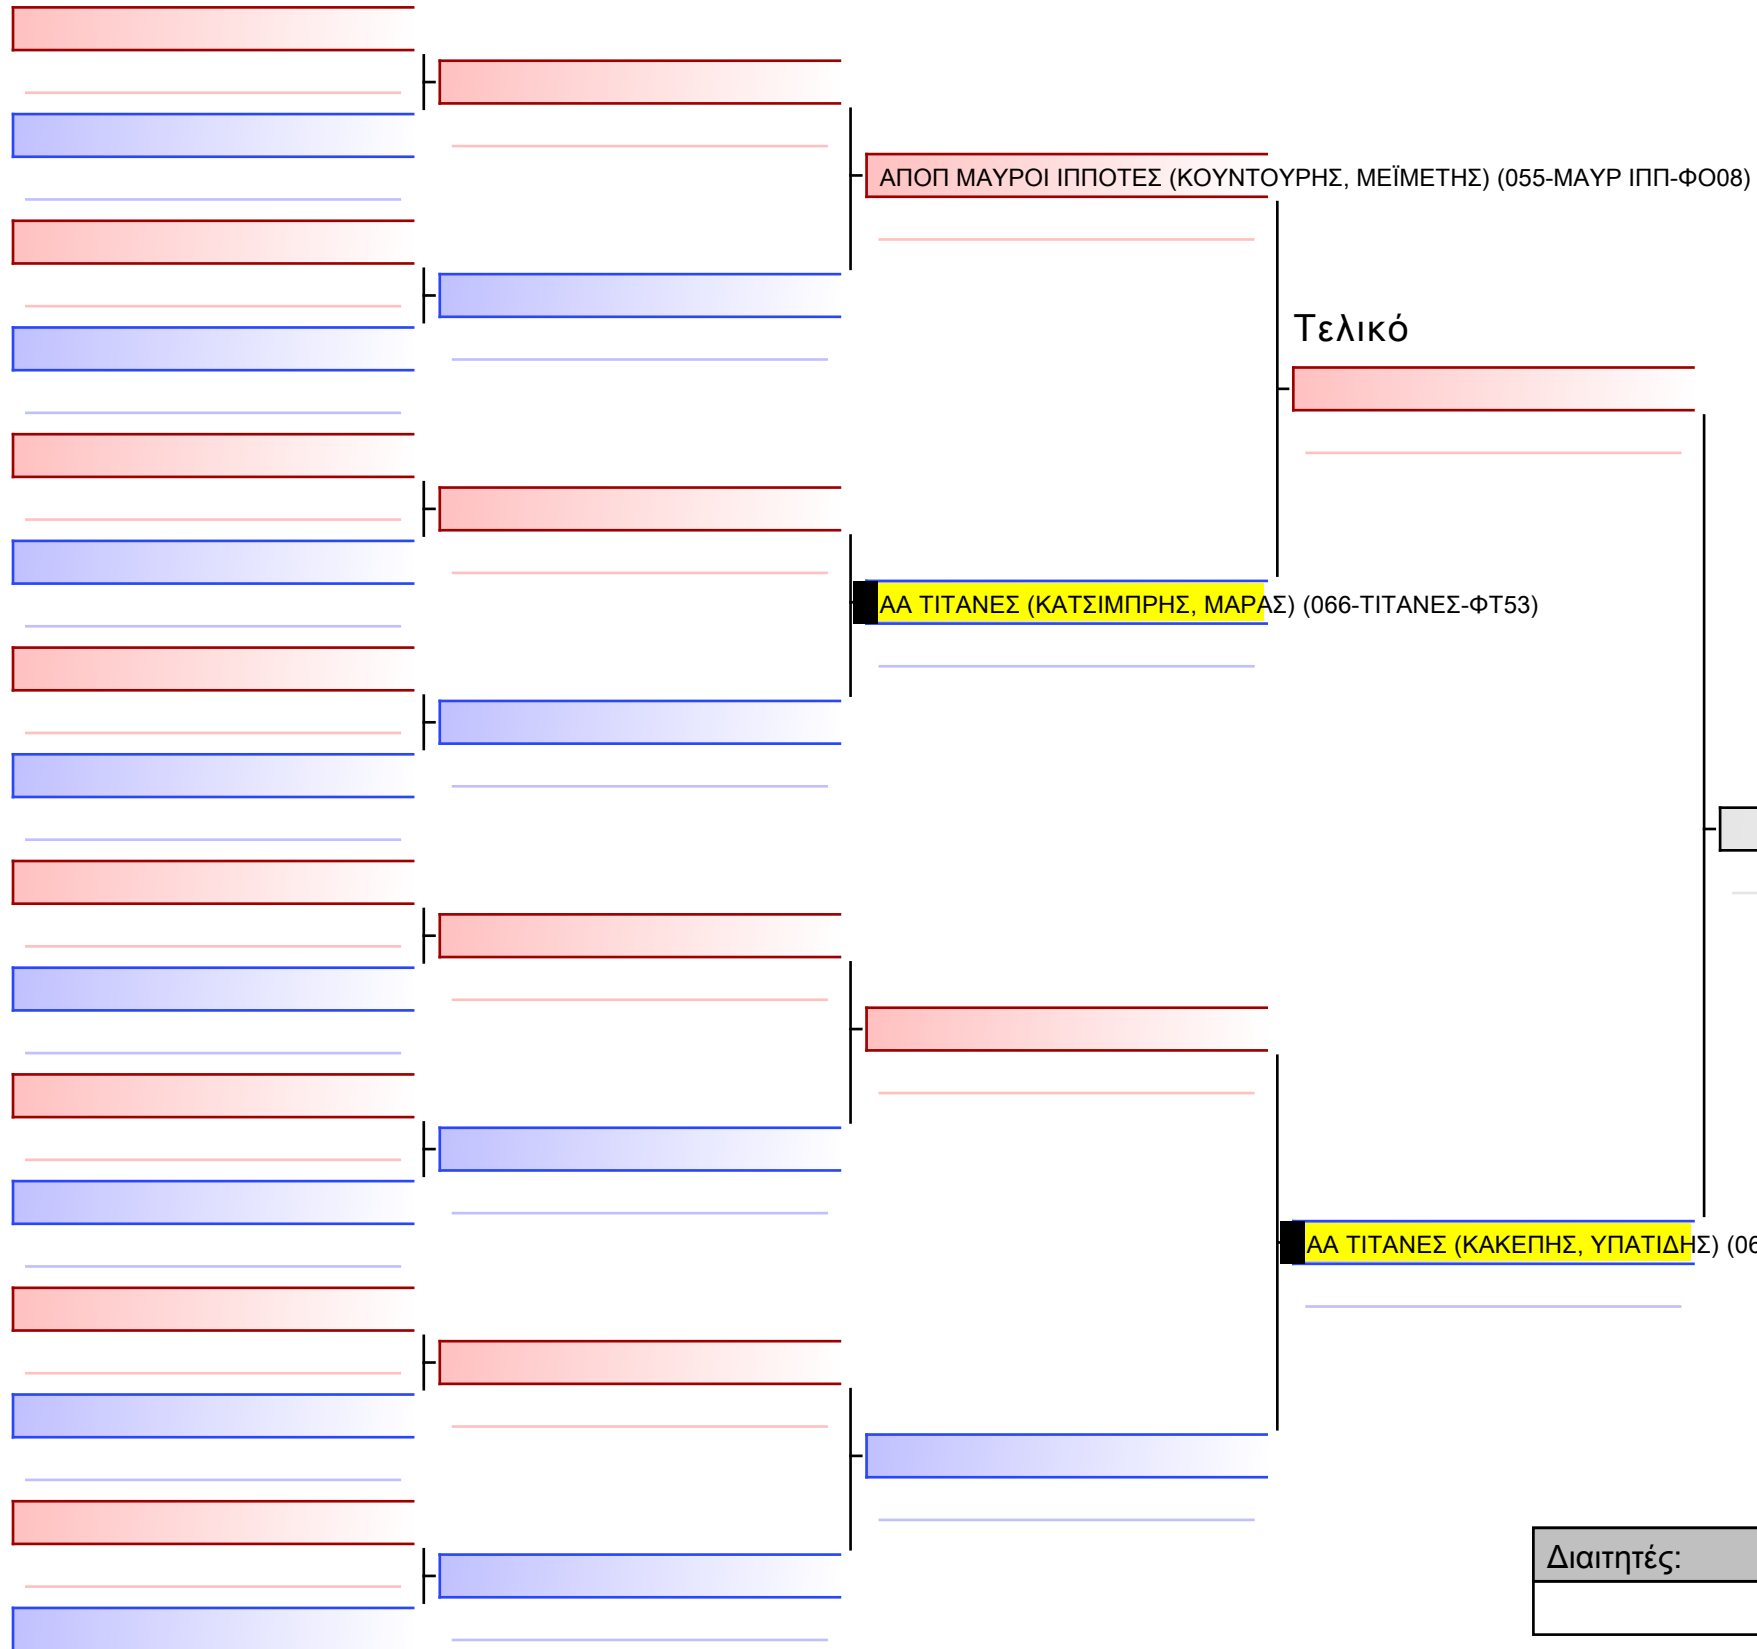 ΑΠΟΠ ΜΑΥΡΟΙ ΙΠΠΟΤΕΣ (ΚΟΥΝΤΟΥΡΗΣ, ΜΕΪΜΕΤΗΣ) (055-ΜΑΥΡ ΙΠΠ-ΦΟ08)
Τελικό
ΑΑ ΤΙΤΑΝΕΣ (ΚΑΤΣΙΜΠΡΗΣ, ΜΑΡΑΣ) (066-ΤΙΤΑΝΕΣ-ΦΤ53)
ΑΑ ΤΙΤΑΝΕΣ (ΚΑΚΕΠΗΣ, ΥΠΑΤΙΔΗΣ) (06
Διαιτητές: